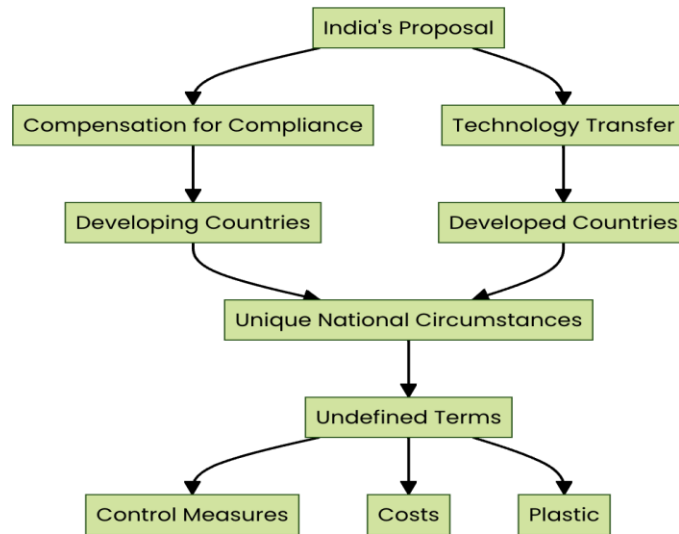 India's Proposal
Compensation for Compliance
Technology Transfer
Developing Countries
Developed Countries
Unique National Circumstances
Undefined Terms
Control Measures
Costs
Plastic